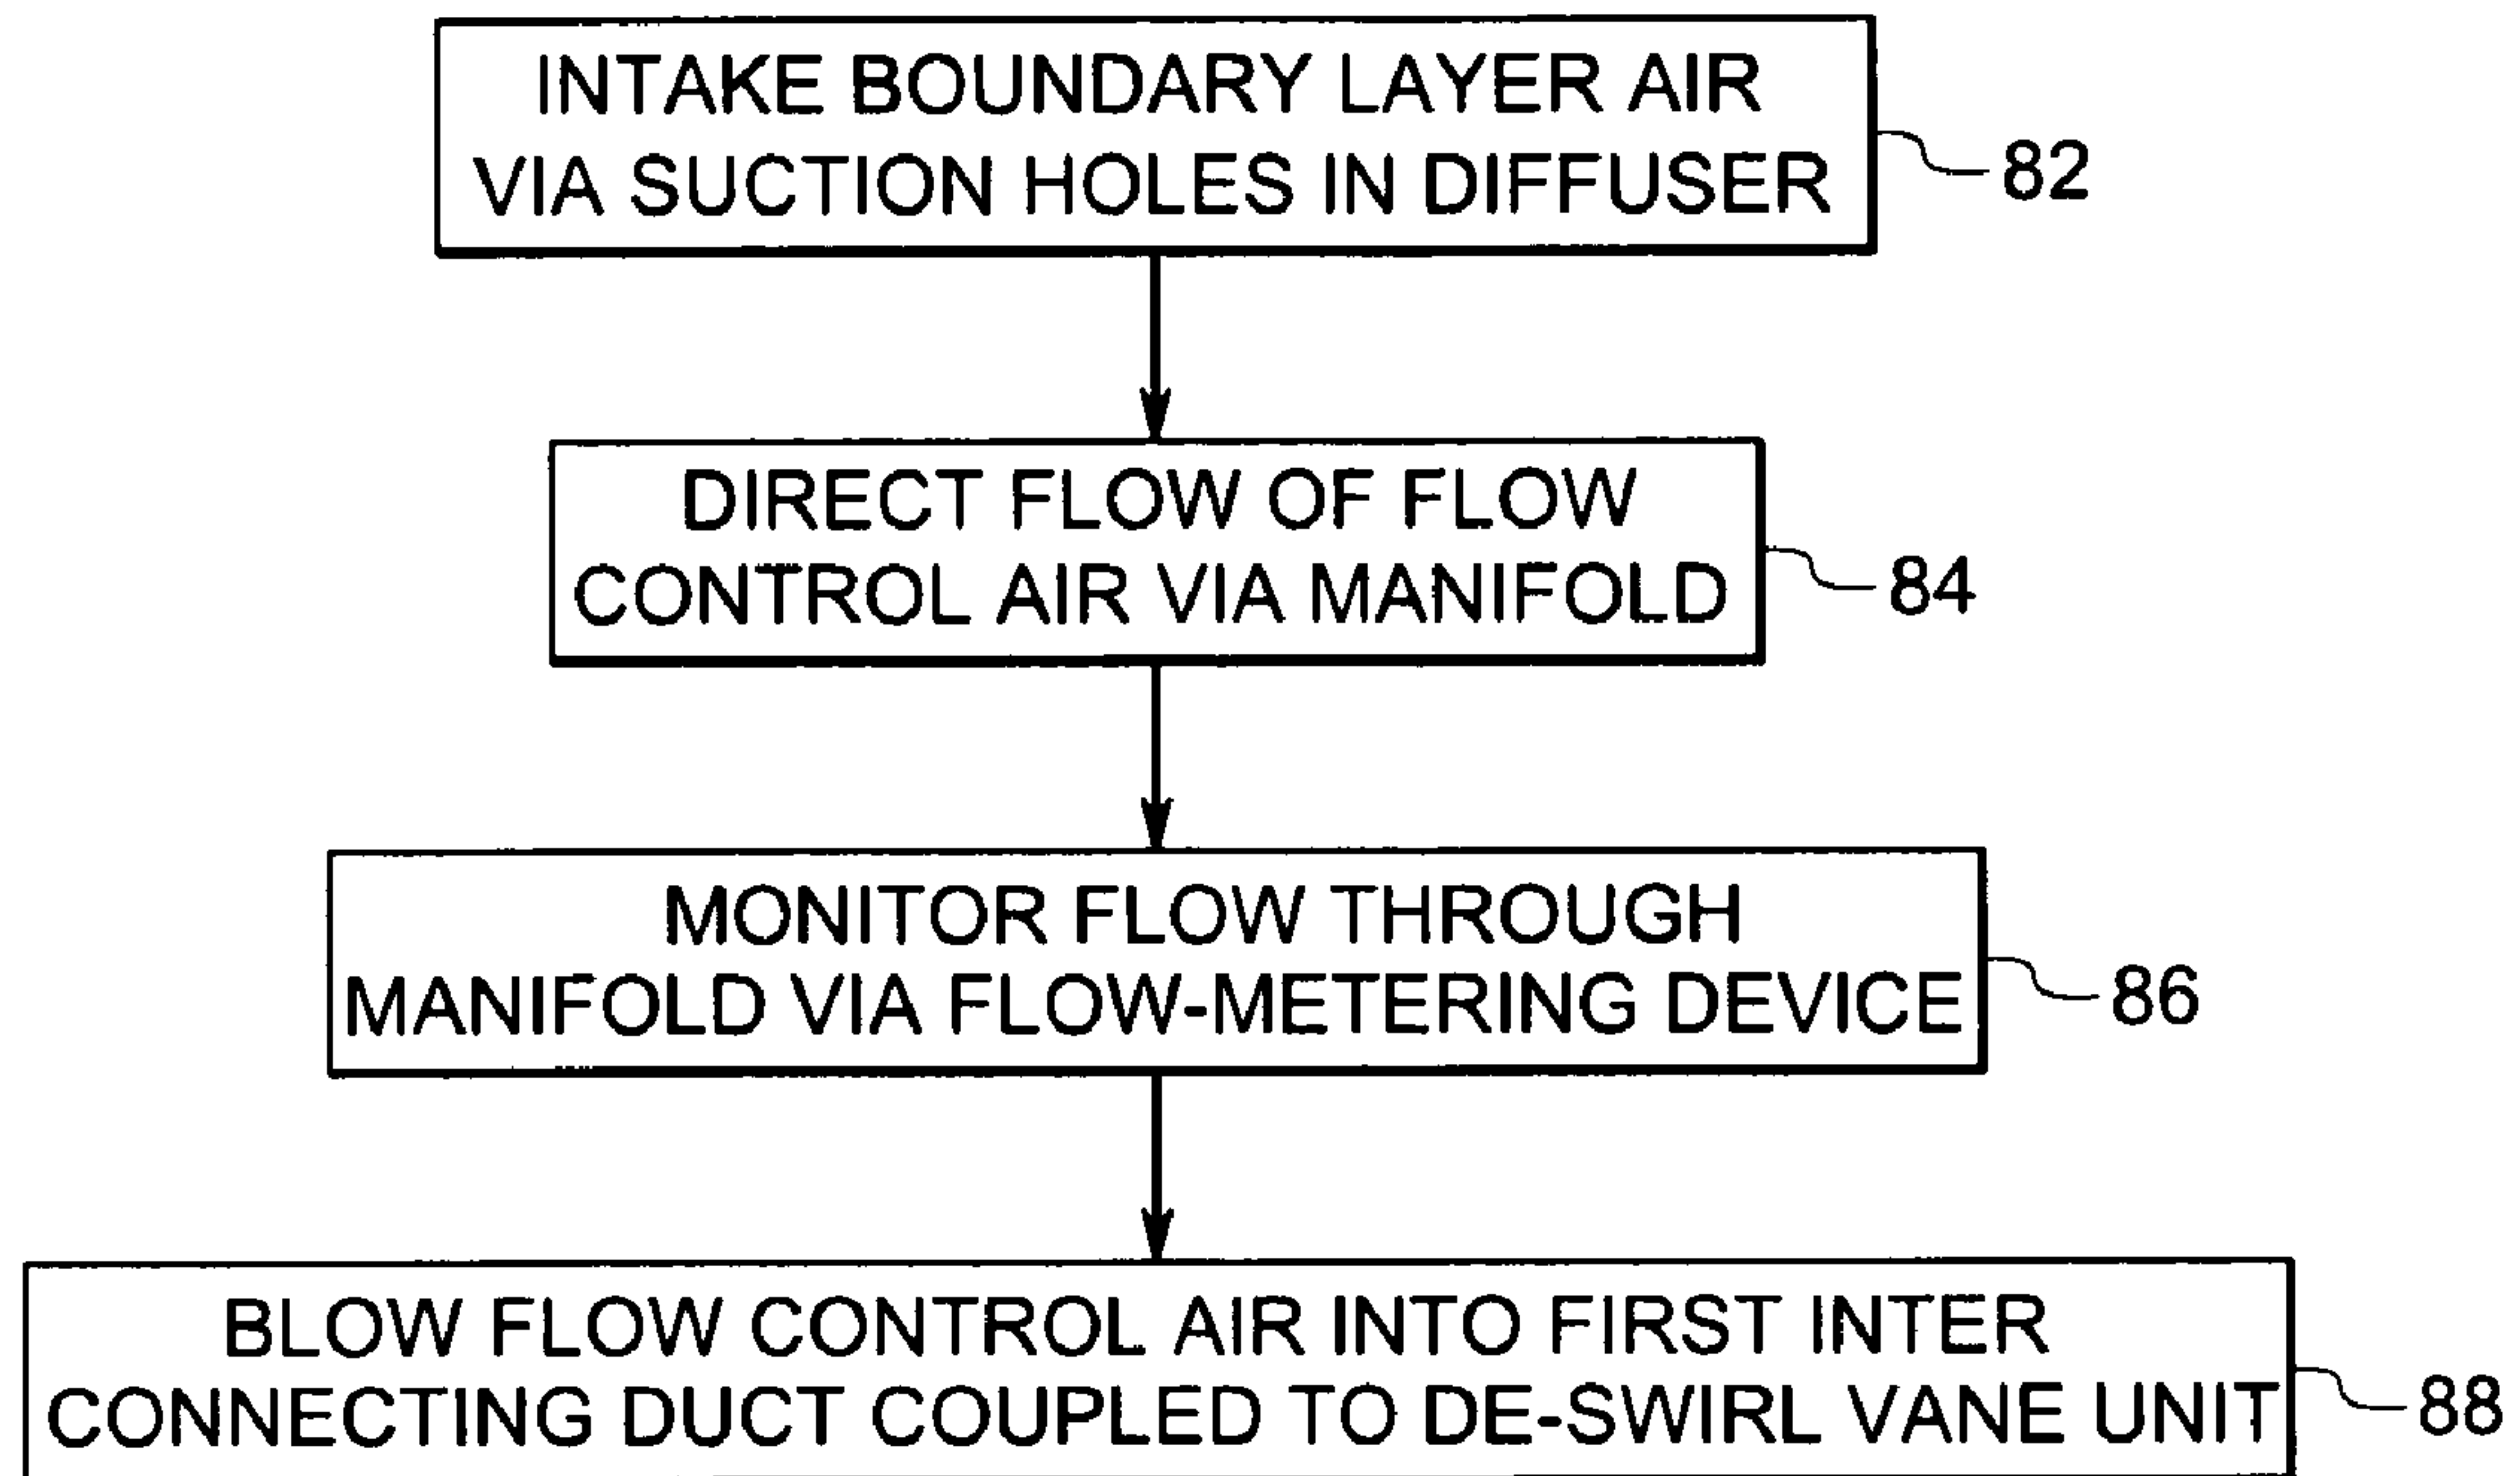 INTAKE BOUNDARY LAYER AIR
VIA SUCTION HOLES IN DIFFUSER
82
DIRECT FLOW OF FLOW
CONTROL AIR VIA MANIFOLD
84
MONITOR FLOW THROUGH
MANIFOLD VIA FLOW-METERING DEVICE
86
BLOW FLOW CONTROL AIR INTO FIRST INTER
CONNECTING DUCT COUPLED TO DE-SWIRL VANE UNIT
88